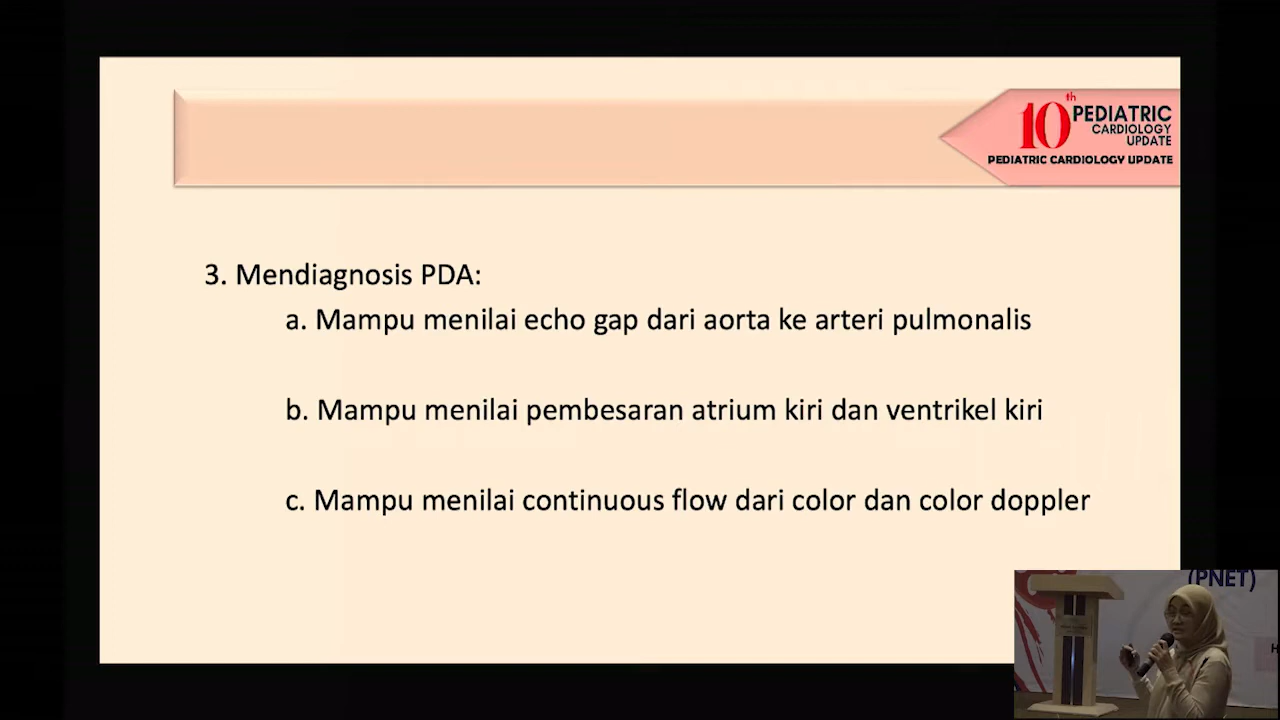 10th PEDIATRIC
CARDIOLOGY
UPDATE
PEDIATRIC CARDIOLOGY UPDATE
3. Mendiagnosis PDA:
a. Mampu menilai echo gap dari aorta ke arteri pulmonalis
b. Mampu menilai pembesaran atrium kiri dan ventrikel kiri
c. Mampu menilai continuous flow dari color dan color doppler
(PNET)